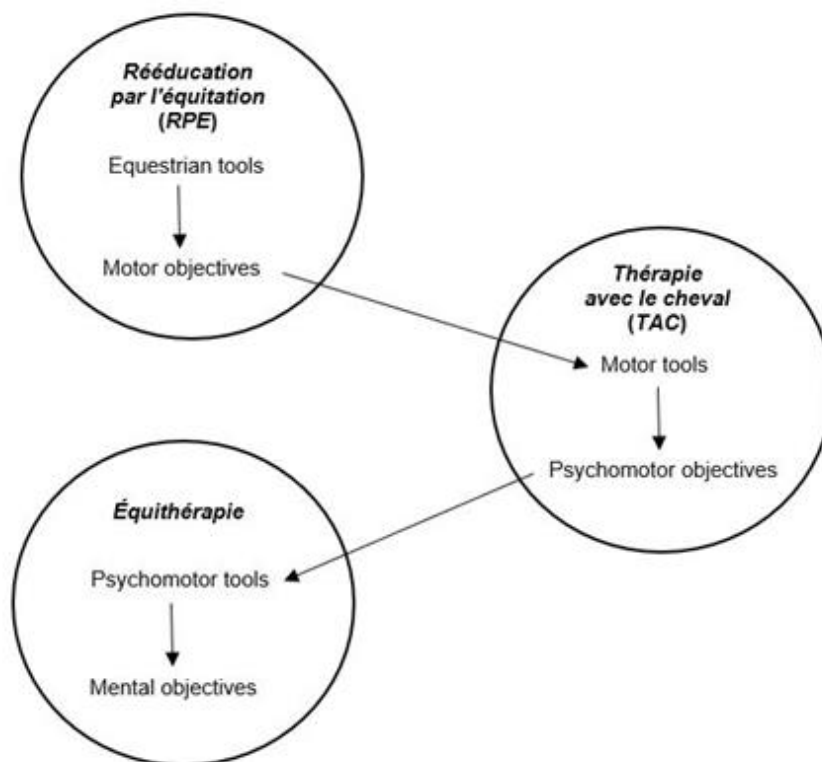 Rééducation
par l'équitation
(RPE)
Equestrian tools
Motor objectives
Thérapie
avec le cheval
(TAC)
Motor tools
Psychomotor objectives
Équithérapie
Psychomotor tools
Mental objectives